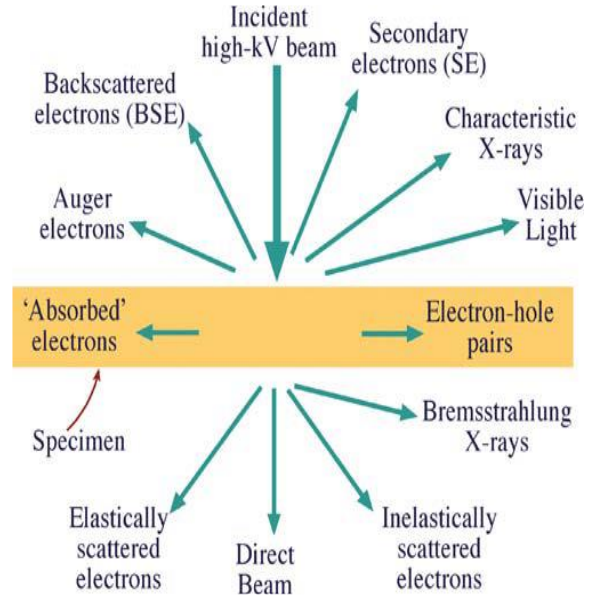 Incident
high-kV beam
Secondary
electrons (SE)
Backscattered
electrons (BSE)
Characteristic
X-rays
Auger
electrons
Visible
Light
‘Absorbed’
electrons
Electron-hole
pairs
Specimen
Bremsstrahlung
X-rays
Elastically
scattered
electrons
Direct
Beam
Inelastically
scattered
electrons